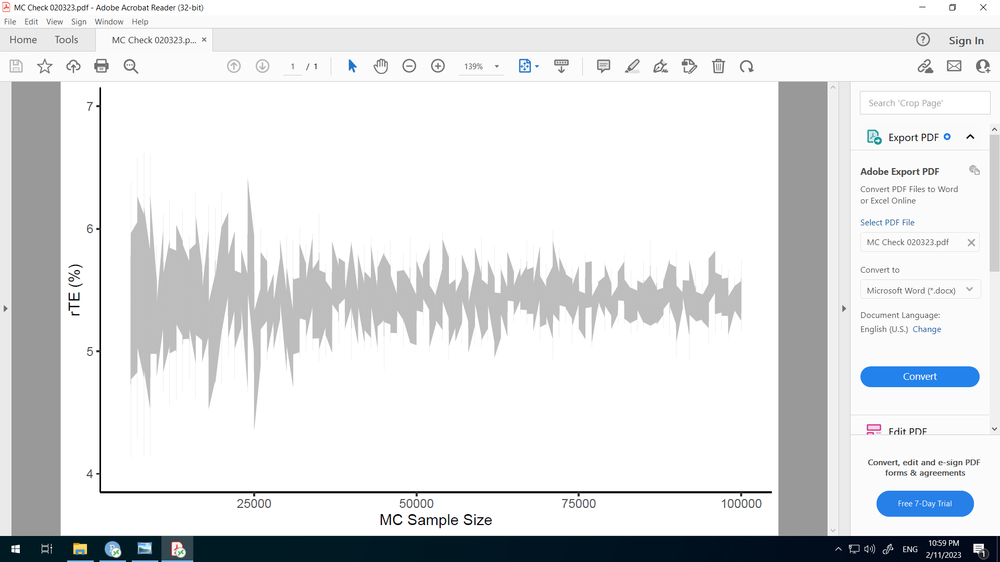 MC Check 020323.pdf - Adobe Acrobat Reader (32-bit)
File Edit View Sign Window Help
Home Tools MC Check 020323.p... × ? Sign In
1 / 1 139%
Search 'Crop Page'
Export PDF
Adobe Export PDF
Convert PDF Files to Word
or Excel Online
Select PDF File
MC Check 020323.pdf
Convert to
Microsoft Word (*.docx)
Document Language:
English (U.S.) Change
Convert
Edit PDF
Convert, edit and e-sign PDF
forms & agreements
Free 7-Day Trial
7
6
5
4
rTE (%)
25000 50000 75000 100000
MC Sample Size
ENG
10:59 PM
2/11/2023
1